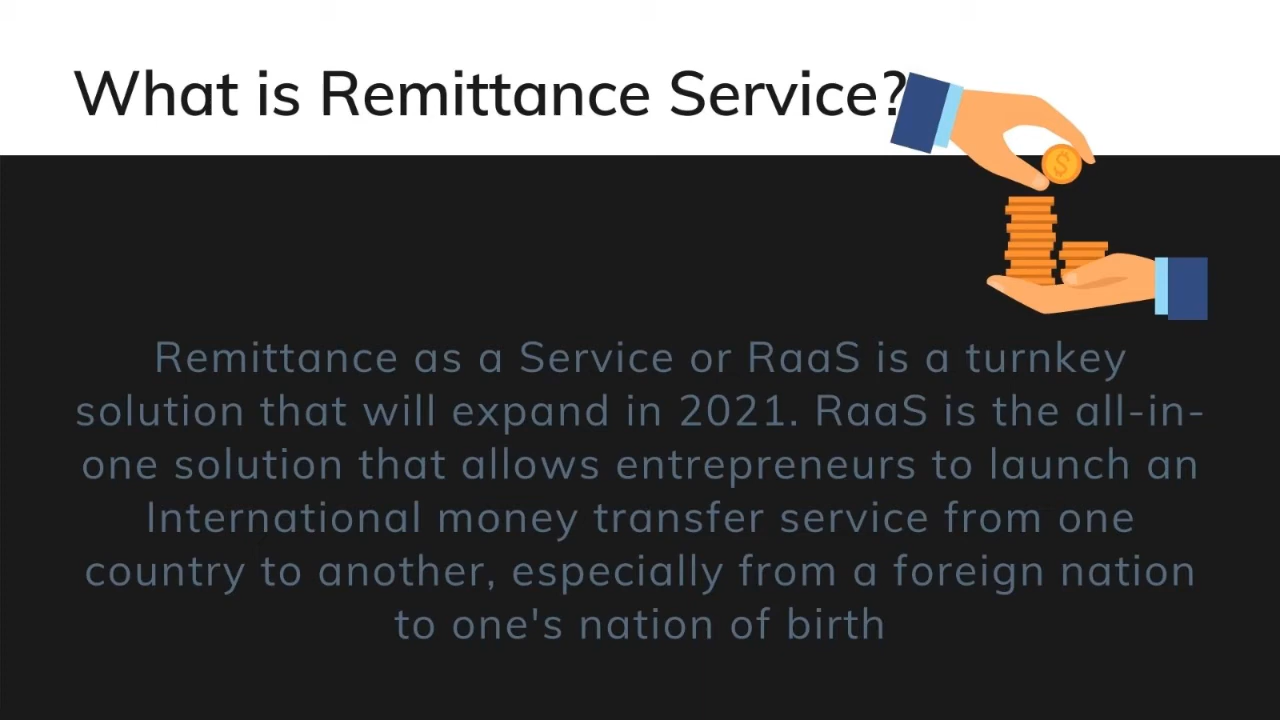 What is Remittance Service?
$
Remittance as a Service or RaaS is a turnkey
solution that will expand in 2021. RaaS is the all-in-
one solution that allows entrepreneurs to launch an
International money transfer service from one
country to another, especially from a foreign nation
to one's nation of birth